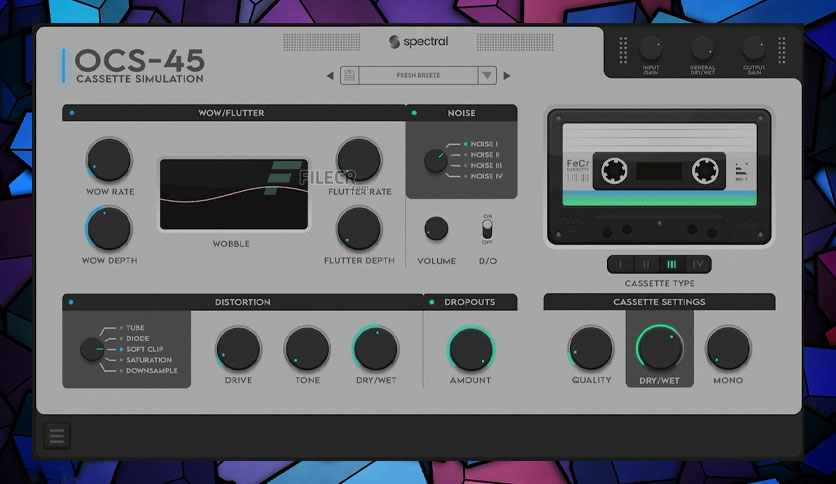 OCS-45
CASSETTE SIMULATION
spectral
FRESH BREEZE
INPUT GAIN
GENERAL DRY/WET
OUTPUT GAIN
WOW/FLUTTER
NOISE
WOW RATE
FLUTTER RATE
FILECR
WOW DEPTH
WOBBLE
FLUTTER DEPTH
NOISE I
NOISE II
NOISE III
NOISE IV
VOLUME
ON
OFF
D/O
FeCr
CASSETTE
I II III IV
CASSETTE TYPE
DISTORTION
DROPOUTS
CASSETTE SETTINGS
TUBE
DIODE
SOFT CLIP
SATURATION
DOWNSAMPLE
DRIVE
TONE
DRY/WET
AMOUNT
QUALITY
DRY/WET
MONO